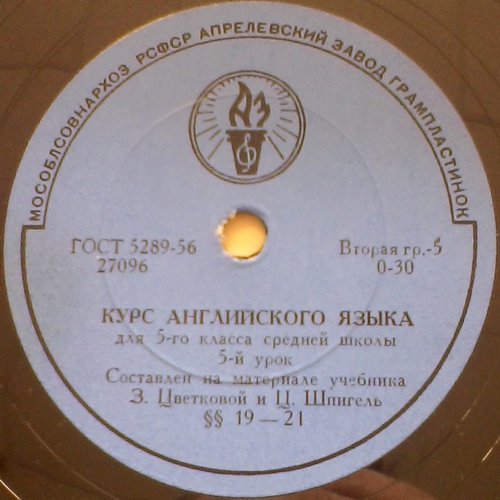 МОСОБЛСОВНАРХОЗ РСФСР АПРЕЛЕВСКИЙ ЗАВОД ГРАМПЛАСТИНОК
АЗ
ГОСТ 5289-56
27096
Вторая гр.-5
0-30
КУРС АНГЛИЙСКОГО ЯЗЫКА
для 5-го класса средней школы
5-й урок
Составлен на материале учебника
З. Цветковой и Ц. Шпигель
§§ 19—21